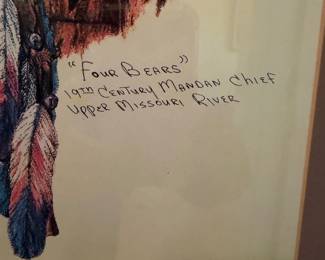 "Four Bears"
19th Century Mandan Chief
Upper Missouri River